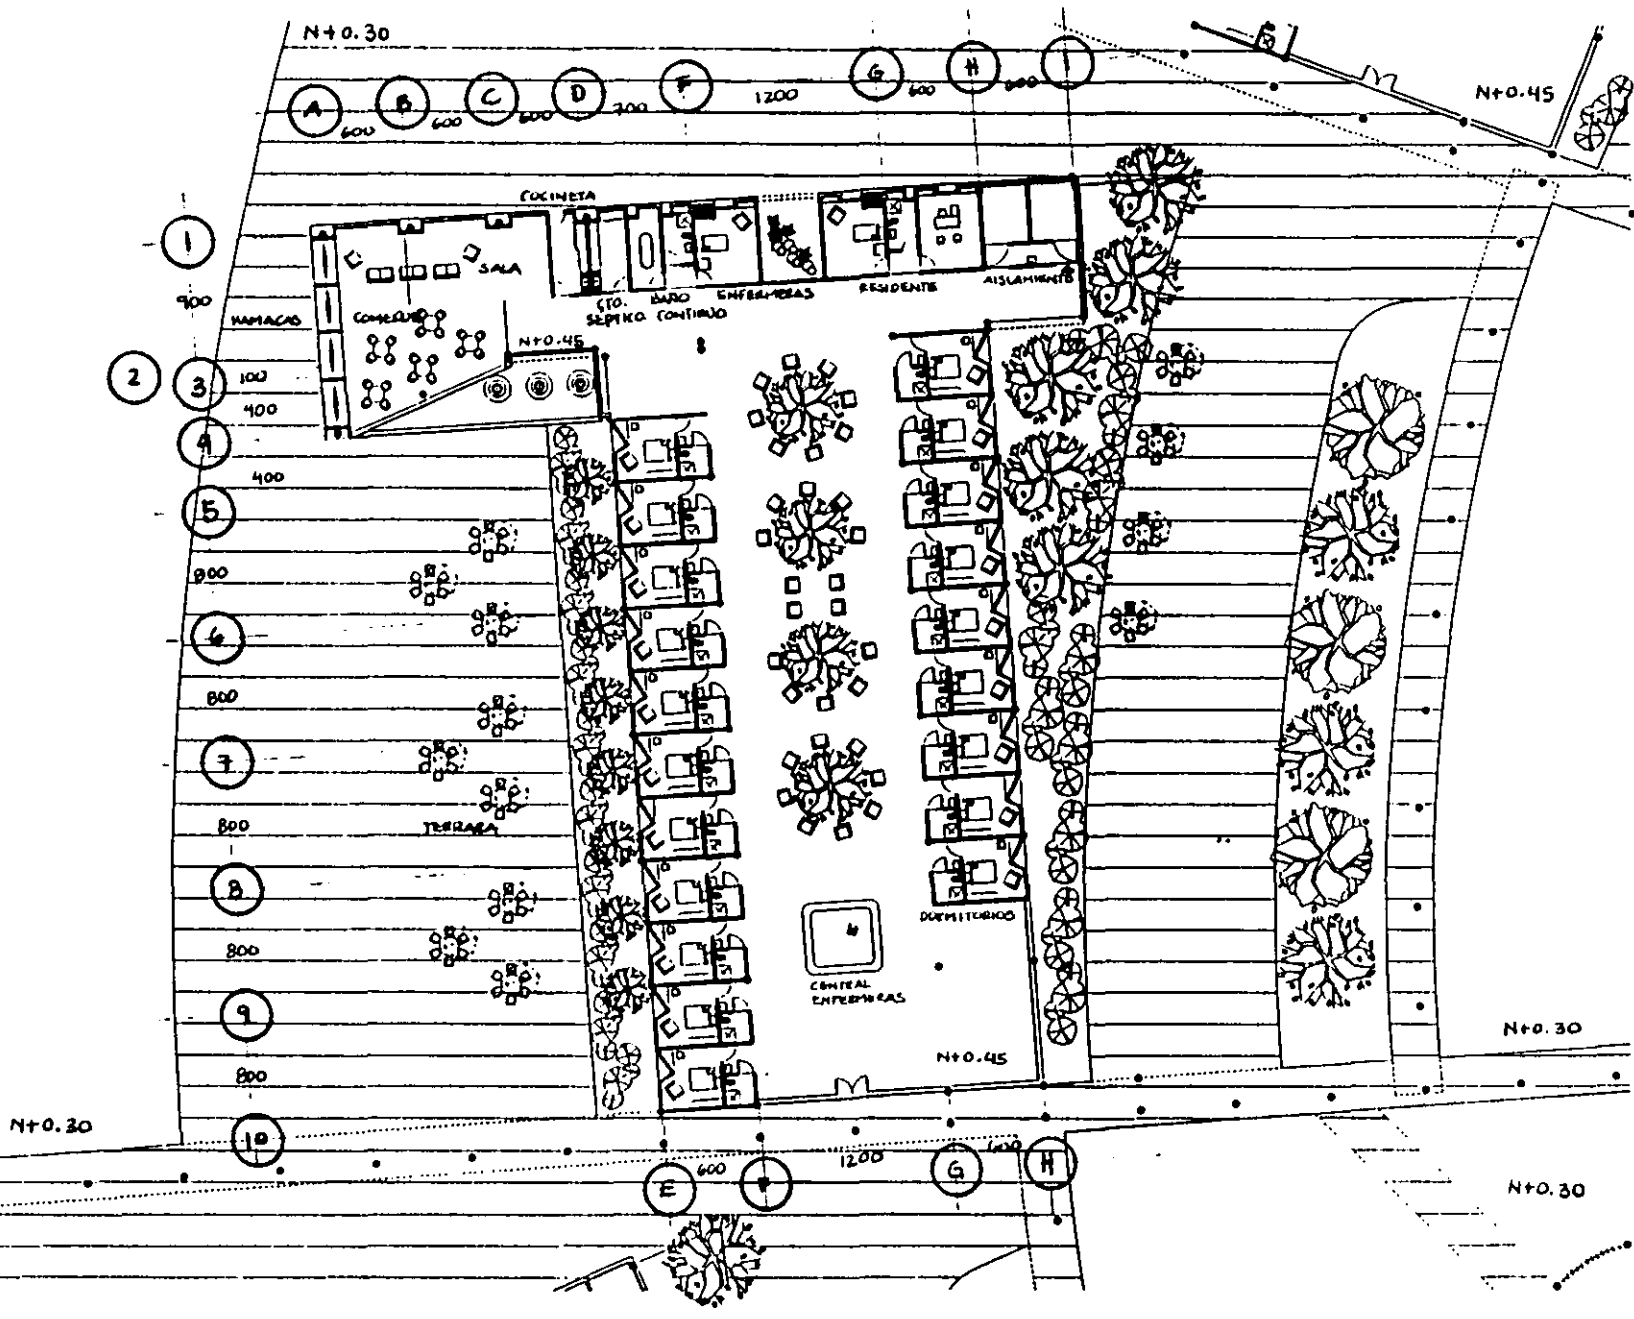 N+0.30
A
B
C
D
F
G
H
I
600
600
600
700
1200
600
600
N+0.45
COCINETA
1
SALA
900
HAMACAS
COMEDOR
CTO.
SEPTICO
BAÑO
CONTINUO
ENFERMERAS
RESIDENTE
AISLAMIENTO
N+0.45
2
3
100
400
4
400
5
800
6
800
7
800
TERRAZA
8
800
9
800
10
DORMITORIOS
CENTRAL
ENFERMERAS
N+0.45
N+0.30
N+0.30
E
600
F
1200
G
600
H
N+0.30